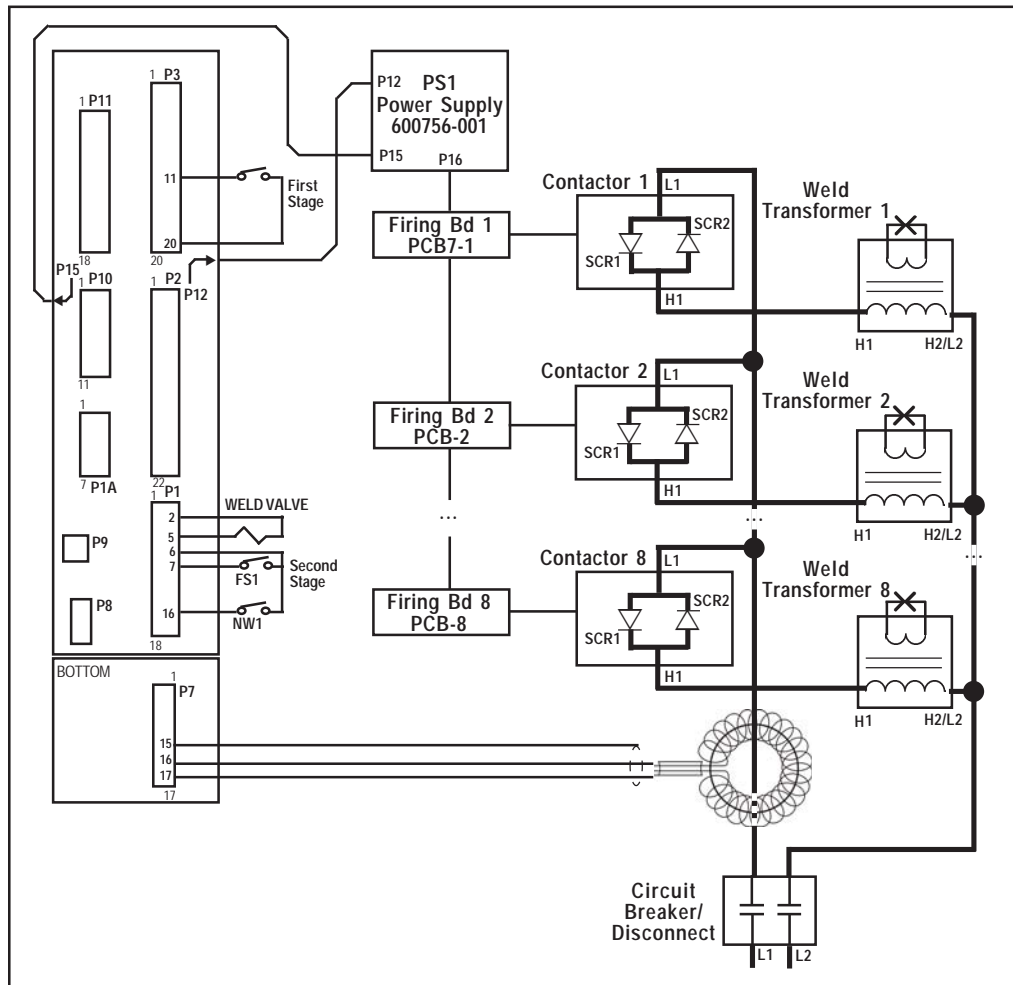 1 P3
1 P11
P12
PS1
Power Supply
600756-001
P15
P16
11
First
Stage
20
20
18
P15
P12
1 P10
1 P2
11
1
7 P1A
22
1 P1
2
5
6
7
16
18
WELD VALVE
FS1
Second
Stage
NW1
P9
P8
BOTTOM
1
P7
15
16
17
17
Firing Bd 1
PCB7-1
Firing Bd 2
PCB-2
...
Firing Bd 8
PCB-8
Contactor 1
L1
SCR2
SCR1
H1
Weld
Transformer 1
H1
H2/L2
Contactor 2
L1
SCR2
SCR1
H1
Weld
Transformer 2
H1
H2/L2
...
...
Contactor 8
L1
SCR2
SCR1
H1
Weld
Transformer 8
H1
H2/L2
Circuit
Breaker/
Disconnect
L1
L2